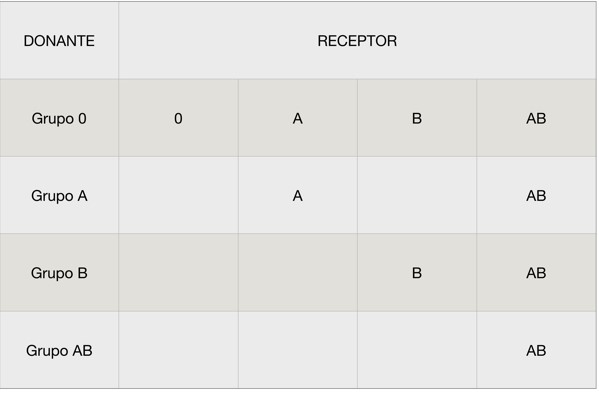 DONANTE RECEPTOR
Grupo 0 0 A B AB
Grupo A A AB
Grupo B B AB
Grupo AB AB